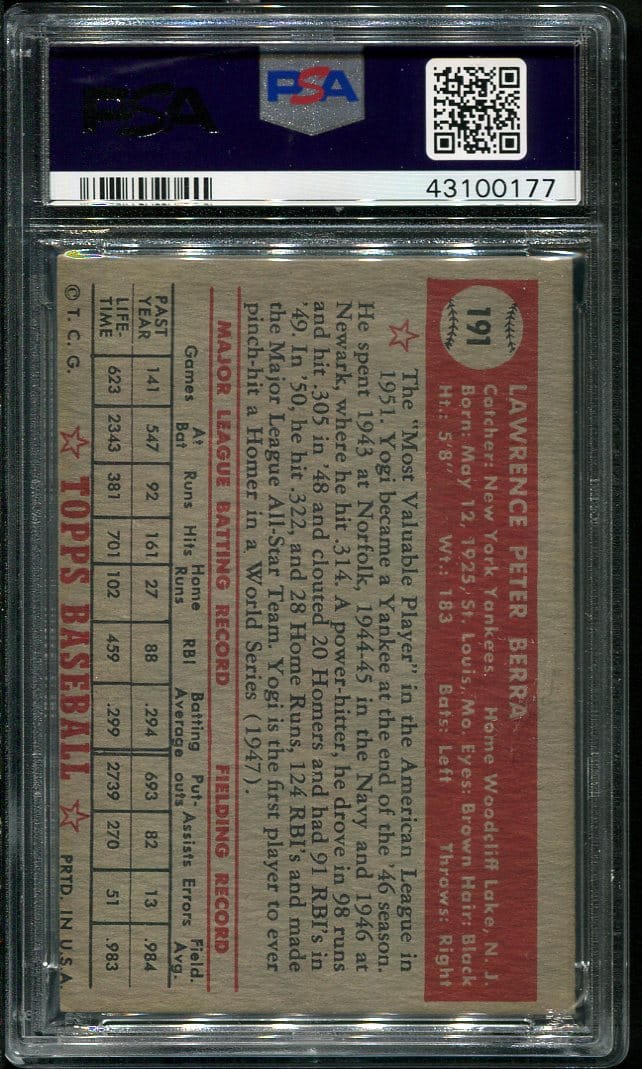 PSA
PSA
43100177
191
LAWRENCE PETER BERRA
Catcher: New York Yankees. Home Woodcliff Lake, N. J.
Born: May 12, 1925, St. Louis, Mo. Eyes: Brown Hair: Black
Ht.: 5'8" Wt.: 183 Bats: Left Throws: Right
The "Most Valuable Player" in the American League in
1951. Yogi became a Yankee at the end of the '46 season.
He spent 1943 at Norfolk, 1944-45 in the Navy and 1946 at
Newark, where he hit .314. A power-hitter, he drove in 98 runs
and hit .305 in '48 and clouted 20 Homers and had 91 RBI's in
'49. In '50, he hit .322, and 28 Home Runs, 124 RBI's and made
the Major League All-Star Team. Yogi is the first player to ever
pinch-hit a Homer in a World Series (1947).
MAJOR LEAGUE BATTING RECORD FIELDING RECORD
Games At Bat Runs Hits Home Runs RBI Batting Average Put-outs Assists Errors Field. Avg.
PAST YEAR 141 547 92 161 27 88 .294 693 82 13 .984
LIFE-TIME 623 2343 381 701 102 459 .299 2739 270 51 .983
© T. C. G. TOPPS BASEBALL PRTD. IN U.S.A.